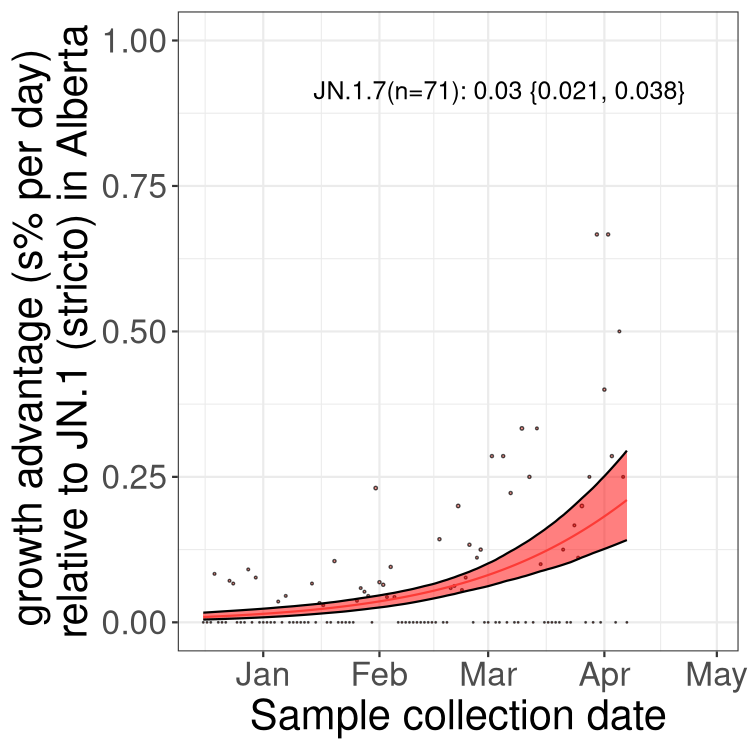 growth advantage (s% per day)
relative to JN.1 (stricto) in Alberta
1.00
0.75
0.50
0.25
0.00
JN.1.7(n=71): 0.03 {0.021, 0.038}
Jan Feb Mar Apr May
Sample collection date